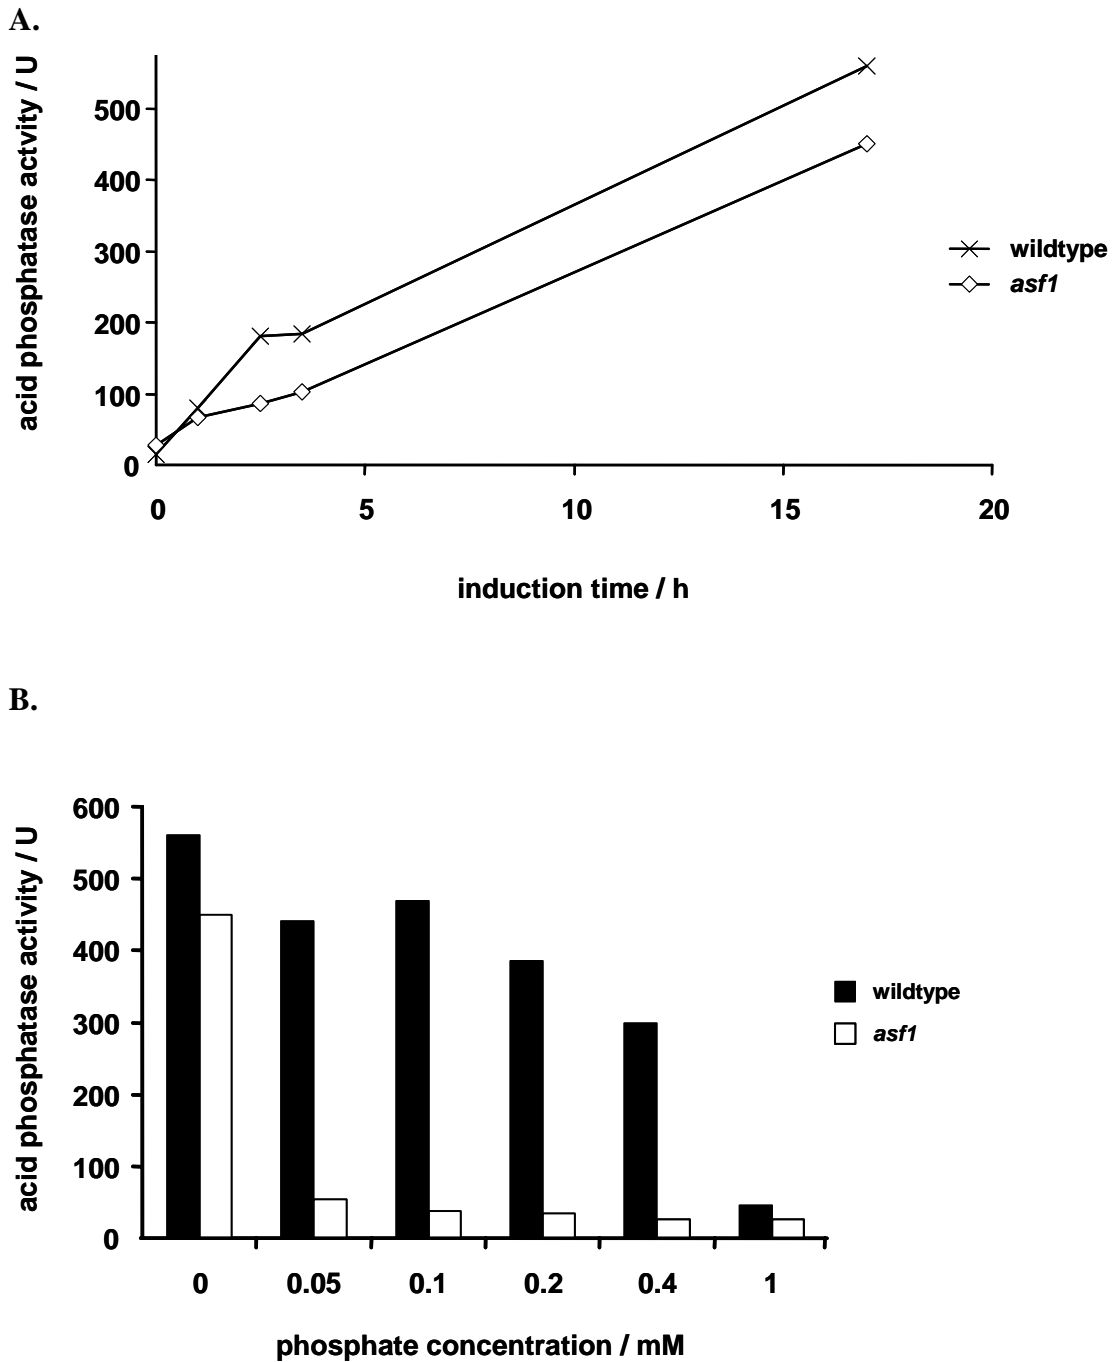 A.
acid phosphatase actvity / U
500
400
300
200
100
0
0 5 10 15 20
induction time / h
wildtype
asf1
B.
acid phosphatase activity / U
600
500
400
300
200
100
0
0 0.05 0.1 0.2 0.4 1
phosphate concentration / mM
wildtype
asf1